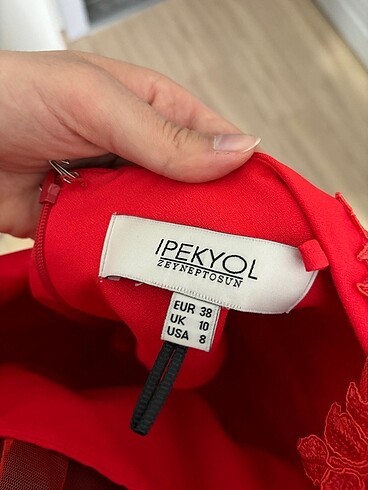 IPEKYOL
ZEYNEPTOSUN
EUR 38
UK 10
USA 8